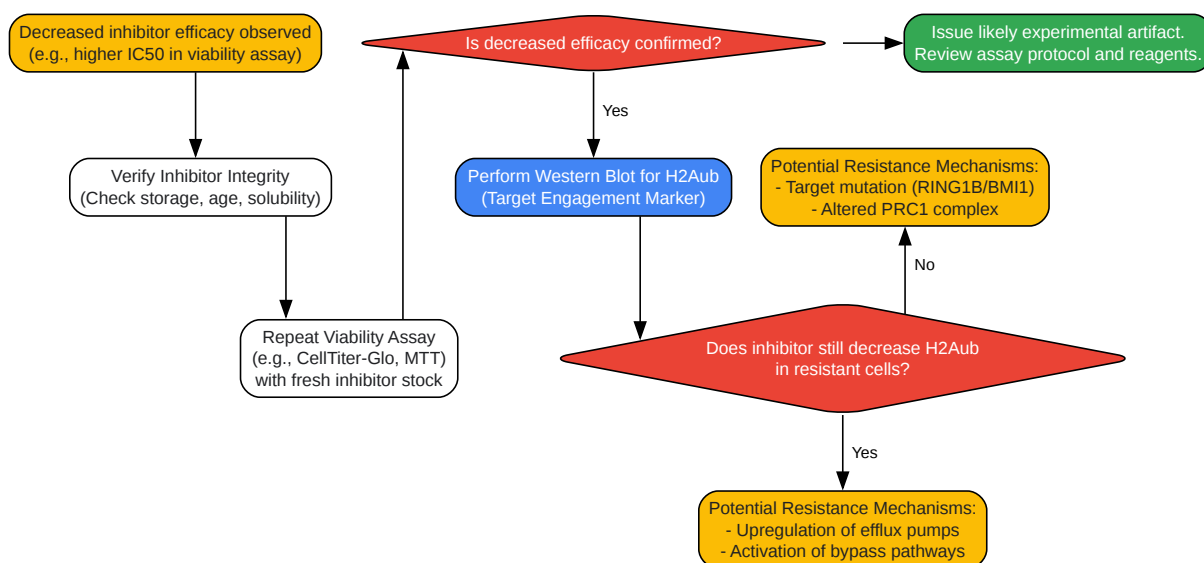 Decreased inhibitor efficacy observed
(e.g., higher IC50 in viability assay)
Verify Inhibitor Integrity
(Check storage, age, solubility)
Repeat Viability Assay
(e.g., CellTiter-Glo, MTT)
with fresh inhibitor stock
Is decreased efficacy confirmed?
Issue likely experimental artifact.
Review assay protocol and reagents.
Yes
Perform Western Blot for H2Aub
(Target Engagement Marker)
Potential Resistance Mechanisms:
- Target mutation (RING1B/BMI1)
- Altered PRC1 complex
No
Does inhibitor still decrease H2Aub
in resistant cells?
Yes
Potential Resistance Mechanisms:
- Upregulation of efflux pumps
- Activation of bypass pathways